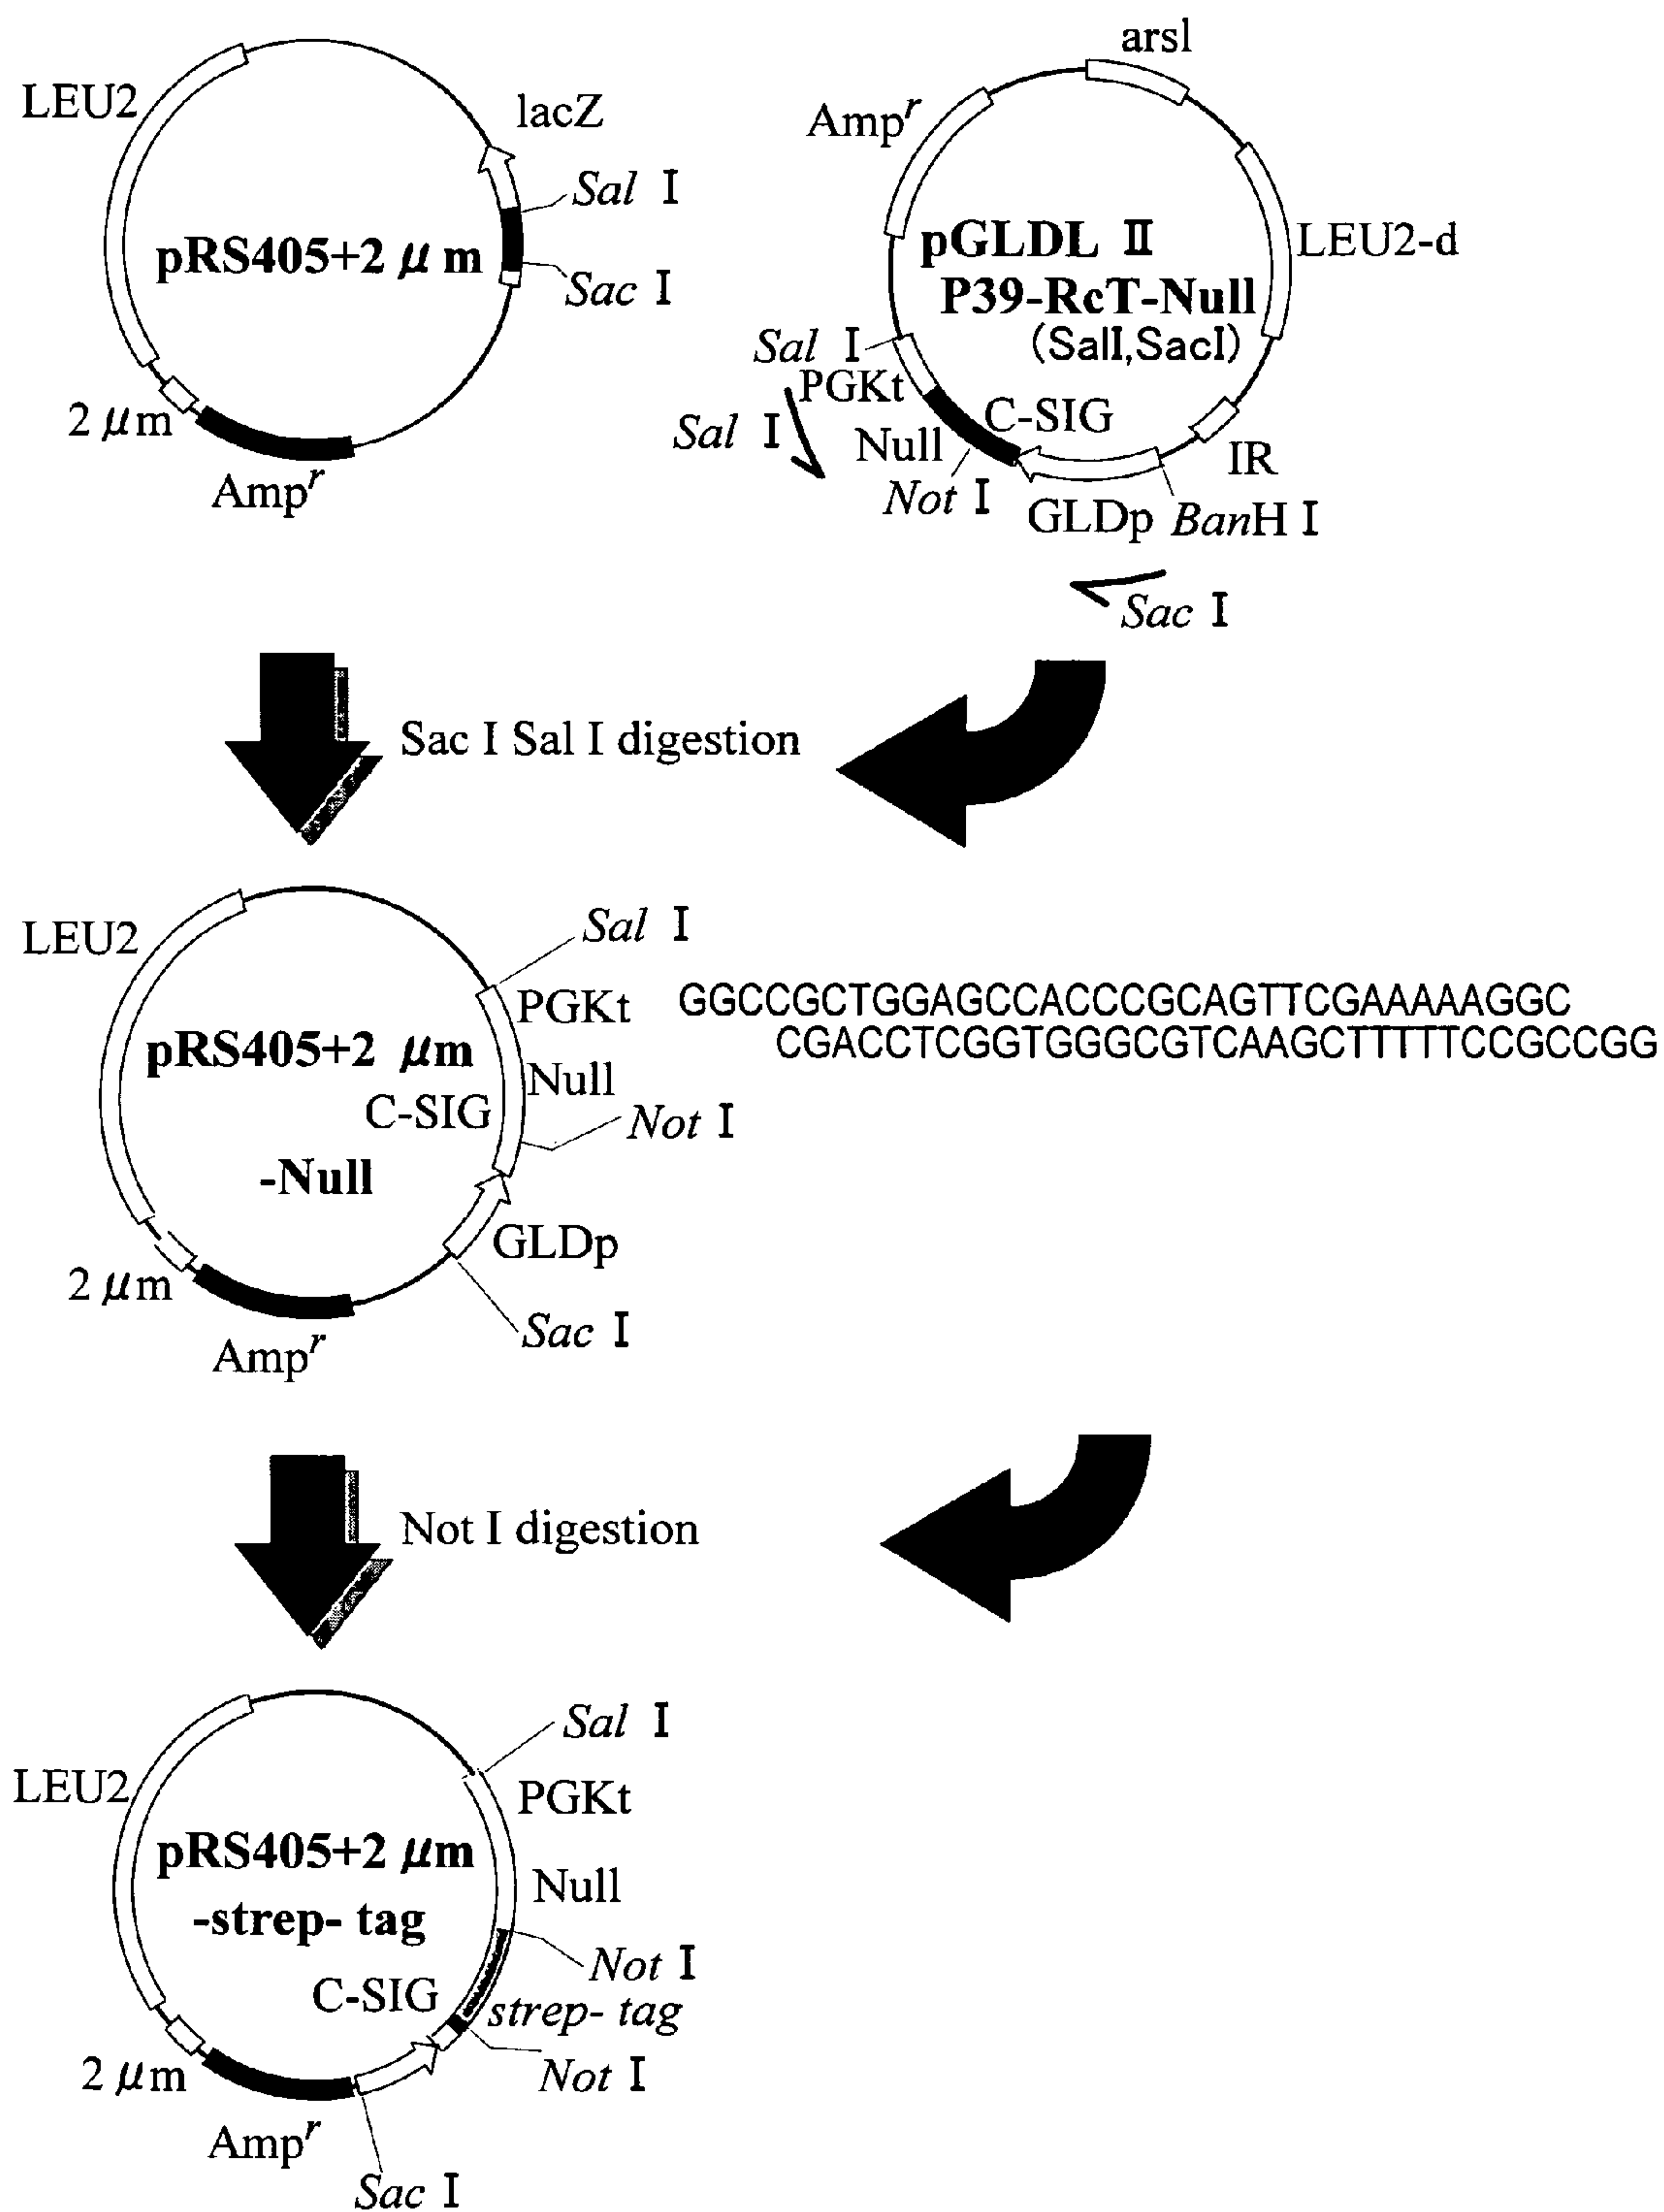 LEU2
lacZ
Sal I
pRS405+2 μm
Sac I
2 μm
Amp^r
arsl
Amp^r
pGLDL II
P39-RcT-Null
(SalI,SacI)
LEU2-d
Sal I
PGKt
C-SIG
Sal I
Null
Not I
IR
GLDp
BanH I
Sac I
Sac I Sal I digestion
LEU2
Sal I
PGKt
pRS405+2 μm
Null
C-SIG
Not I
-Null
GLDp
2 μm
Sac I
Amp^r
GGCCGCTGGAGCCACCCGCAGTTCGAAAAAGGC
CGACCTCGGTGGGCGTCAAGCTTTTTCCGCCGG
Not I digestion
Sal I
LEU2
PGKt
pRS405+2 μm
Null
-strep- tag
Not I
C-SIG
strep- tag
2 μm
Not I
Amp^r
Sac I